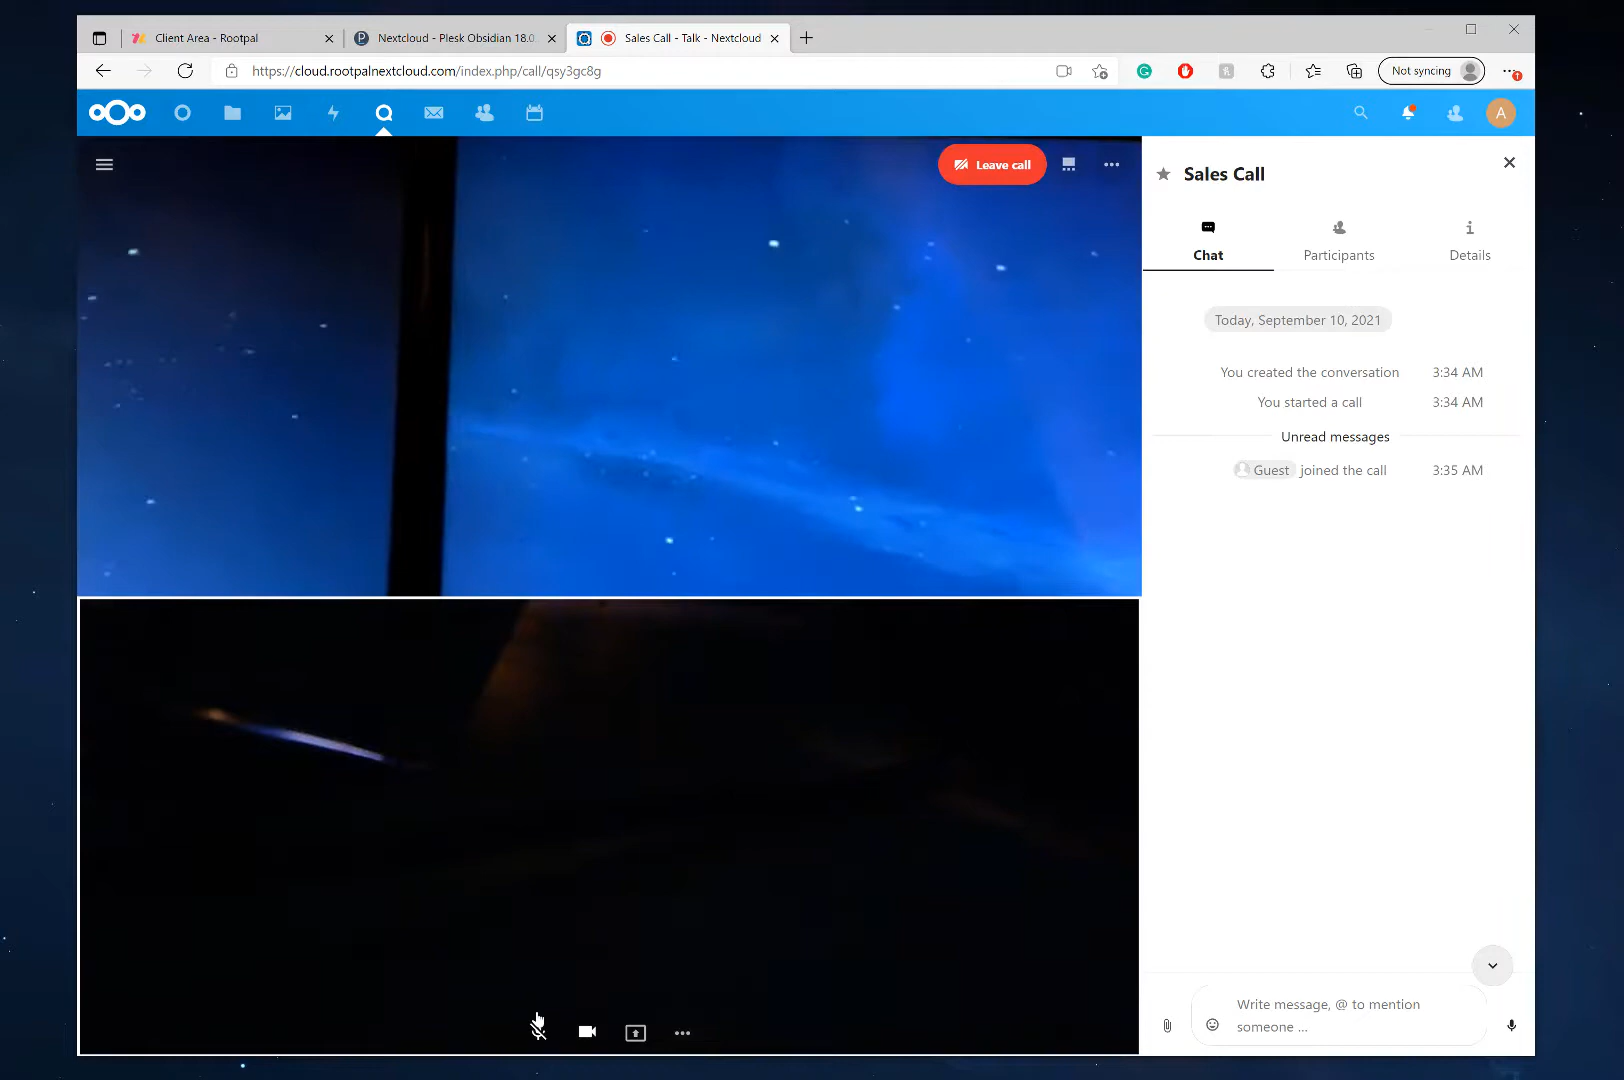 Client Area - Rootpal
Nextcloud - Plesk Obsidian 18.0
Sales Call - Talk - Nextcloud
https://cloud.rootpalnextcloud.com/index.php/call/qsy3gc8g
Not syncing
A
Leave call
Sales Call
Chat
Participants
Details
Today, September 10, 2021
You created the conversation 3:34 AM
You started a call 3:34 AM
Unread messages
Guest joined the call 3:35 AM
Write message, @ to mention
someone ...